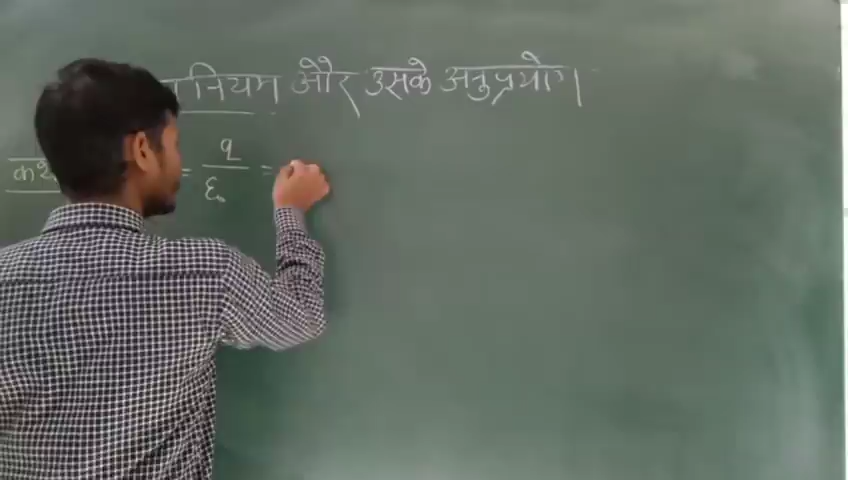 नियम और उसके अनुप्रयोग
= q/ε₀ =